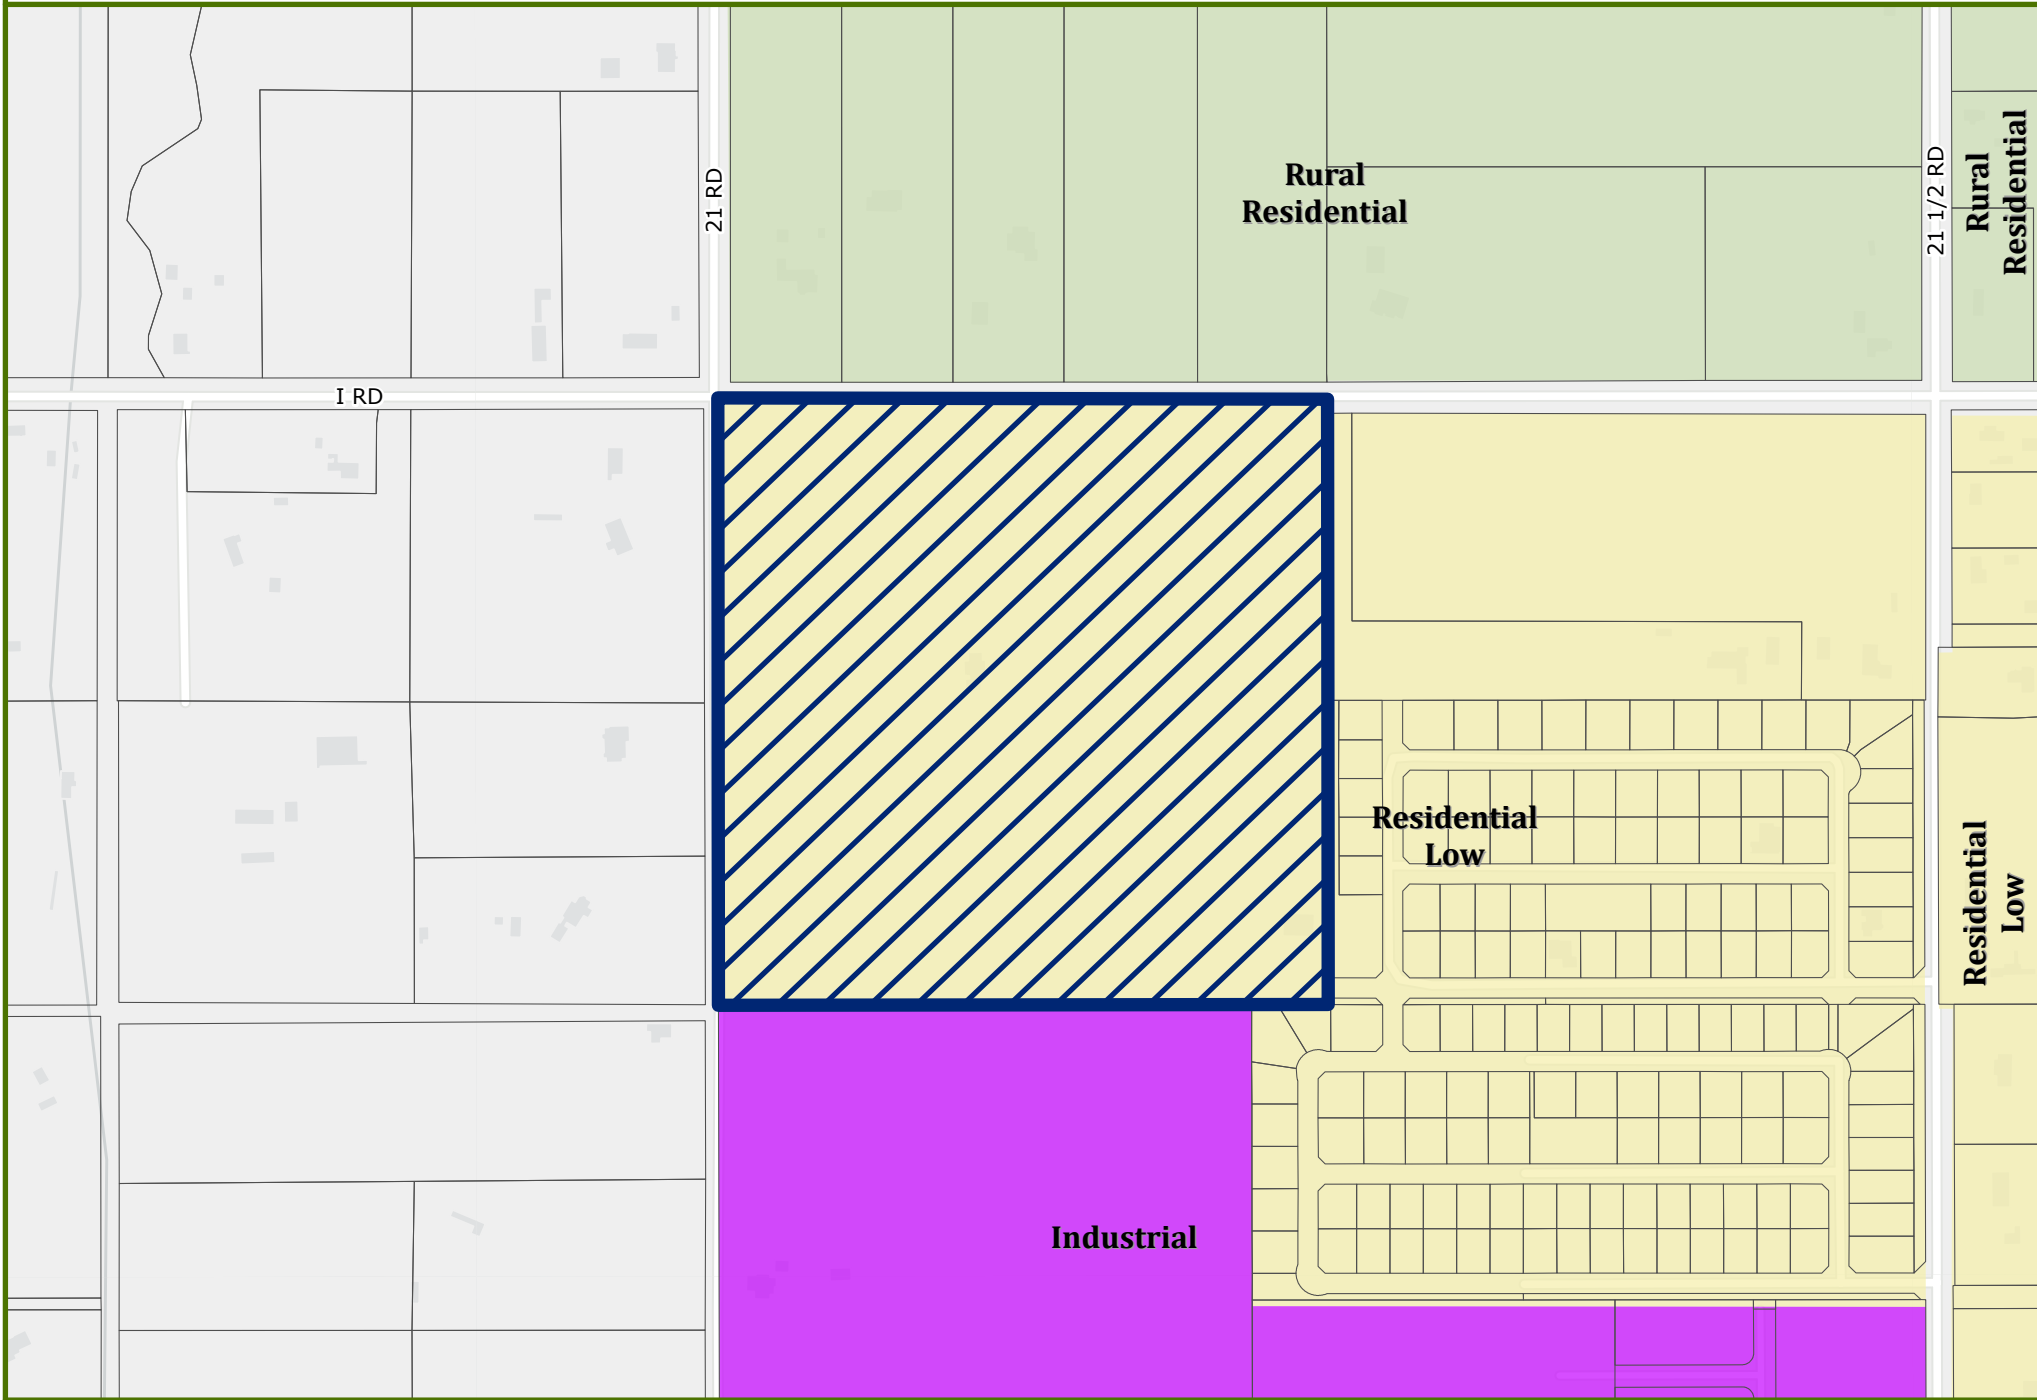 Rural
Residential
Rural
Residential
21 RD
21 1/2 RD
I RD
Residential
Low
Residential
Low
Industrial